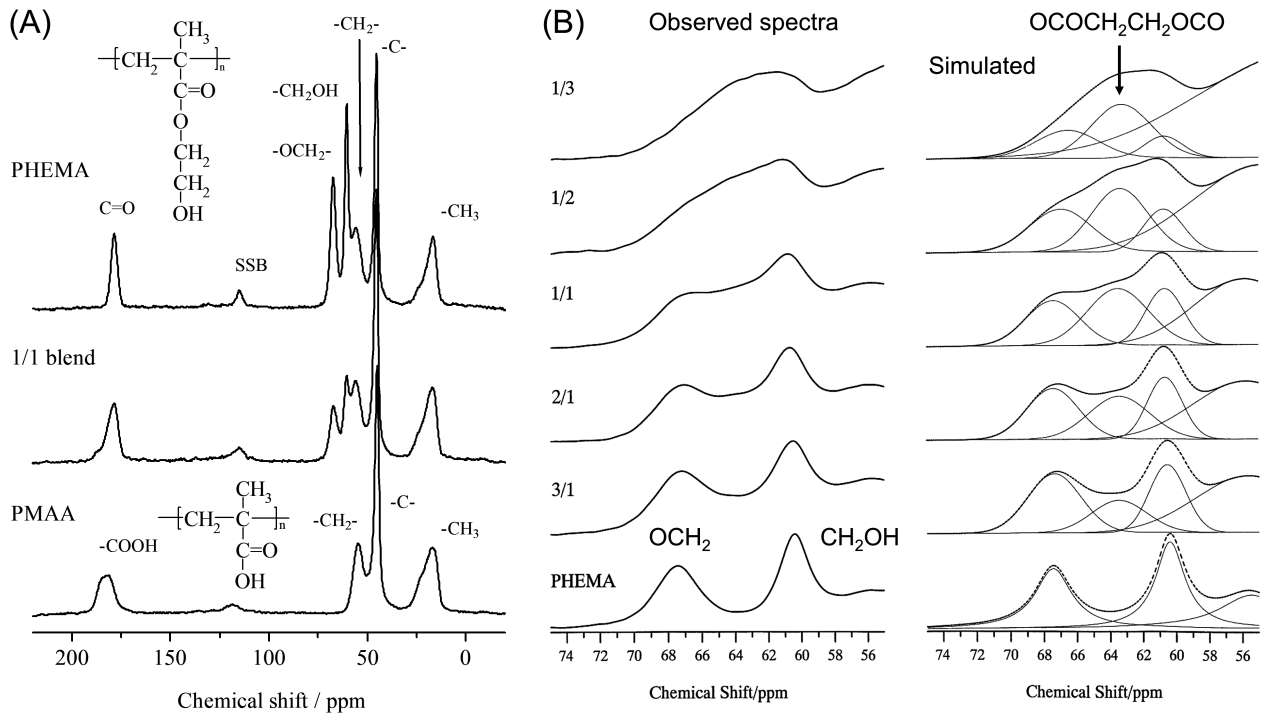 (A)
-CH₂-
-C-
CH₃
-[-CH₂-C-]n
C=O
O
CH₂
CH₂
OH
-CH₂OH
-OCH₂-
PHEMA
C=O
SSB
-CH₃
1/1 blend
PMAA
CH₃
-[-CH₂-C-]n
C=O
OH
-COOH
-CH₂-
-C-
-CH₃
200 150 100 50 0
Chemical shift / ppm
(B)
Observed spectra
1/3
1/2
1/1
2/1
3/1
OCH₂
CH₂OH
PHEMA
74 72 70 68 66 64 62 60 58 56
Chemical Shift/ppm
OCOCH₂CH₂OCO
Simulated
74 72 70 68 66 64 62 60 58 56
Chemical Shift/ppm